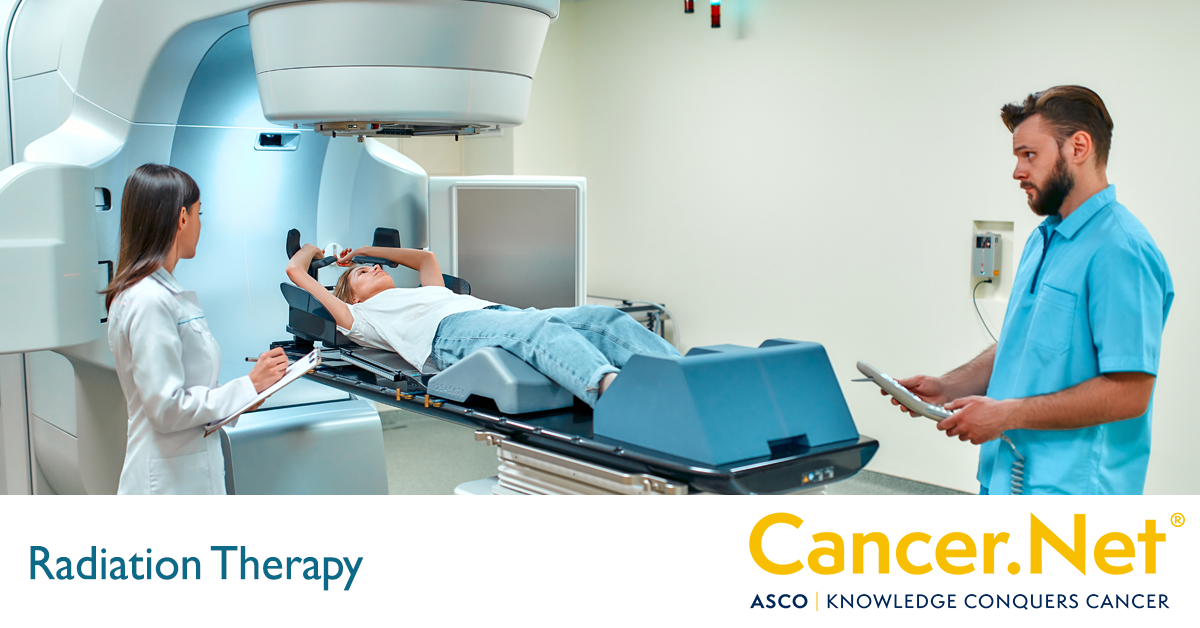 Radiation Therapy
Cancer.Net®
ASCO | KNOWLEDGE CONQUERS CANCER